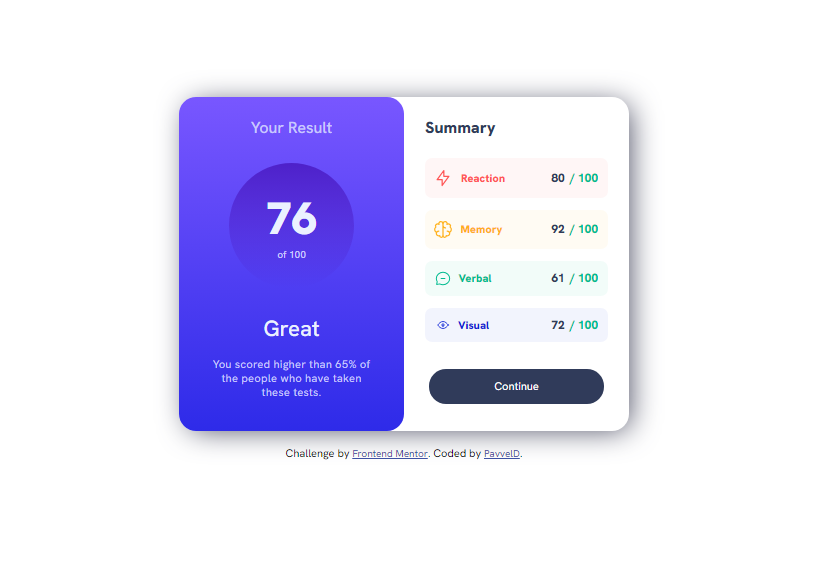 Your Result
76
of 100
Great
You scored higher than 65% of
the people who have taken
these tests.
Summary
Reaction 80 / 100
Memory 92 / 100
Verbal 61 / 100
Visual 72 / 100
Continue
Challenge by Frontend Mentor. Coded by PavvelD.